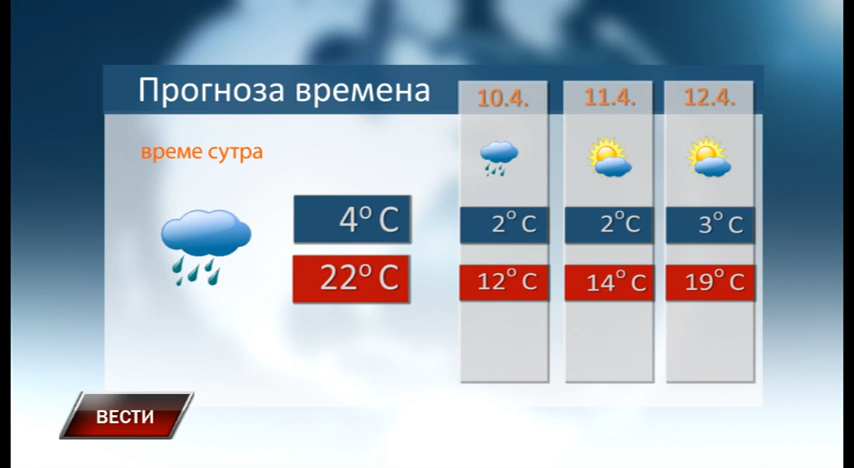 Прогноза времена
време сутра
4° C
22° C
10.4.
2° C
12° C
11.4.
2°C
14° C
12.4.
3° C
19° C
ВЕСТИ